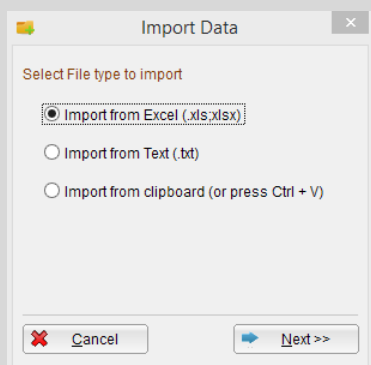 Import Data
Select File type to import
Import from Excel (.xls;xlsx)
Import from Text (.txt)
Import from clipboard (or press Ctrl + V)
Cancel
Next >>